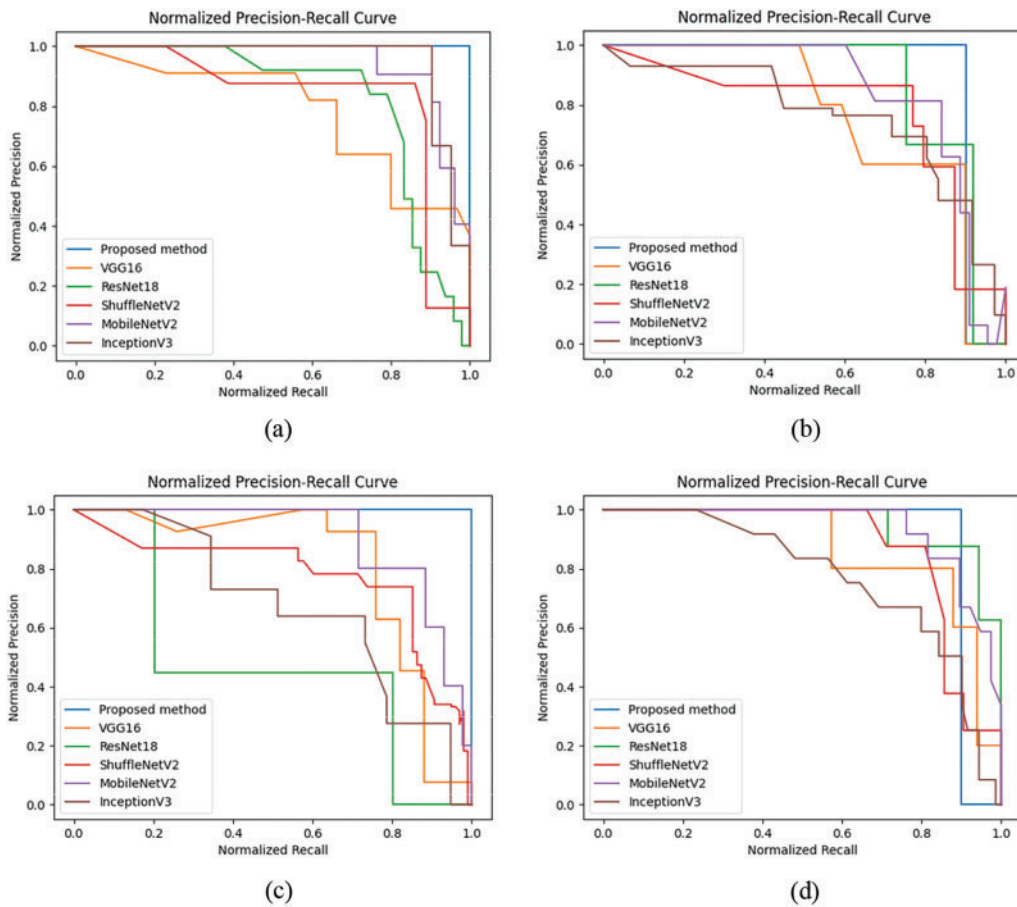 Normalized Precision-Recall Curve
1.0
0.8
0.6
0.4
0.2
0.0
Normalized Precision
Proposed method
VGG16
ResNet18
ShuffleNetV2
MobileNetV2
InceptionV3
0.0 0.2 0.4 0.6 0.8 1.0
Normalized Recall
(a)
Normalized Precision-Recall Curve
1.0
0.8
0.6
0.4
0.2
0.0
Normalized Precision
Proposed method
VGG16
ResNet18
ShuffleNetV2
MobileNetV2
InceptionV3
0.0 0.2 0.4 0.6 0.8 1.0
Normalized Recall
(b)
Normalized Precision-Recall Curve
1.0
0.8
0.6
0.4
0.2
0.0
Normalized Precision
Proposed method
VGG16
ResNet18
ShuffleNetV2
MobileNetV2
InceptionV3
0.0 0.2 0.4 0.6 0.8 1.0
Normalized Recall
(c)
Normalized Precision-Recall Curve
1.0
0.8
0.6
0.4
0.2
0.0
Normalized Precision
Proposed method
VGG16
ResNet18
ShuffleNetV2
MobileNetV2
InceptionV3
0.0 0.2 0.4 0.6 0.8 1.0
Normalized Recall
(d)